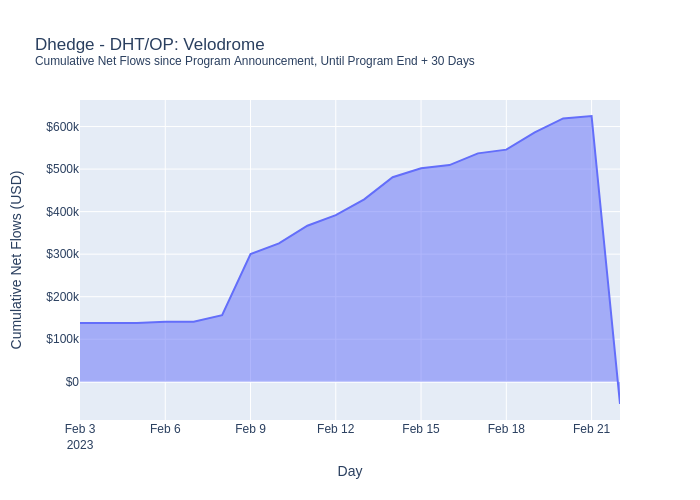 Dhedge - DHT/OP: Velodrome
Cumulative Net Flows since Program Announcement, Until Program End + 30 Days
Cumulative Net Flows (USD)
$600k
$500k
$400k
$300k
$200k
$100k
$0
Feb 3
2023
Feb 6
Feb 9
Feb 12
Feb 15
Feb 18
Feb 21
Day